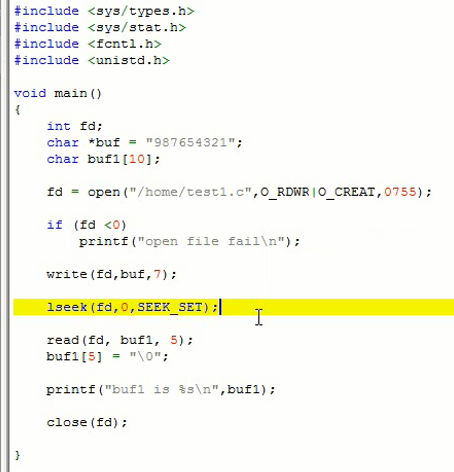 #include <sys/types.h>
#include <sys/stat.h>
#include <fcntl.h>
#include <unistd.h>
void main()
{
int fd;
char *buf = "987654321";
char buf1[10];
fd = open("/home/test1.c",O_RDWR|O_CREAT,0755);
if (fd <0)
printf("open file fail\n");
write(fd,buf,7);
lseek(fd,0,SEEK_SET);
read(fd, buf1, 5);
buf1[5] = "\0";
printf("buf1 is %s\n",buf1);
close(fd);
}